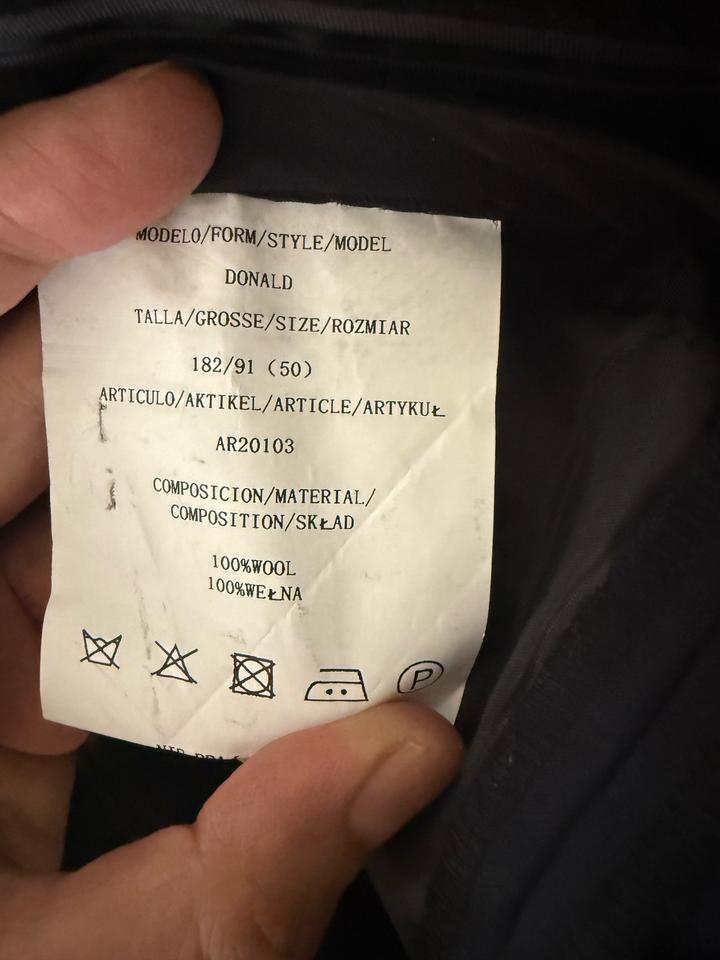 MODELO/FORM/STYLE/MODEL
DONALD
TALLA/GROSSE/SIZE/ROZMIAR
182/91 (50)
ARTICULO/AKTIKEL/ARTICLE/ARTYKUŁ
AR20103
COMPOSICION/MATERIAL/
COMPOSITION/SKŁAD
100%WOOL
100%WEŁNA
P